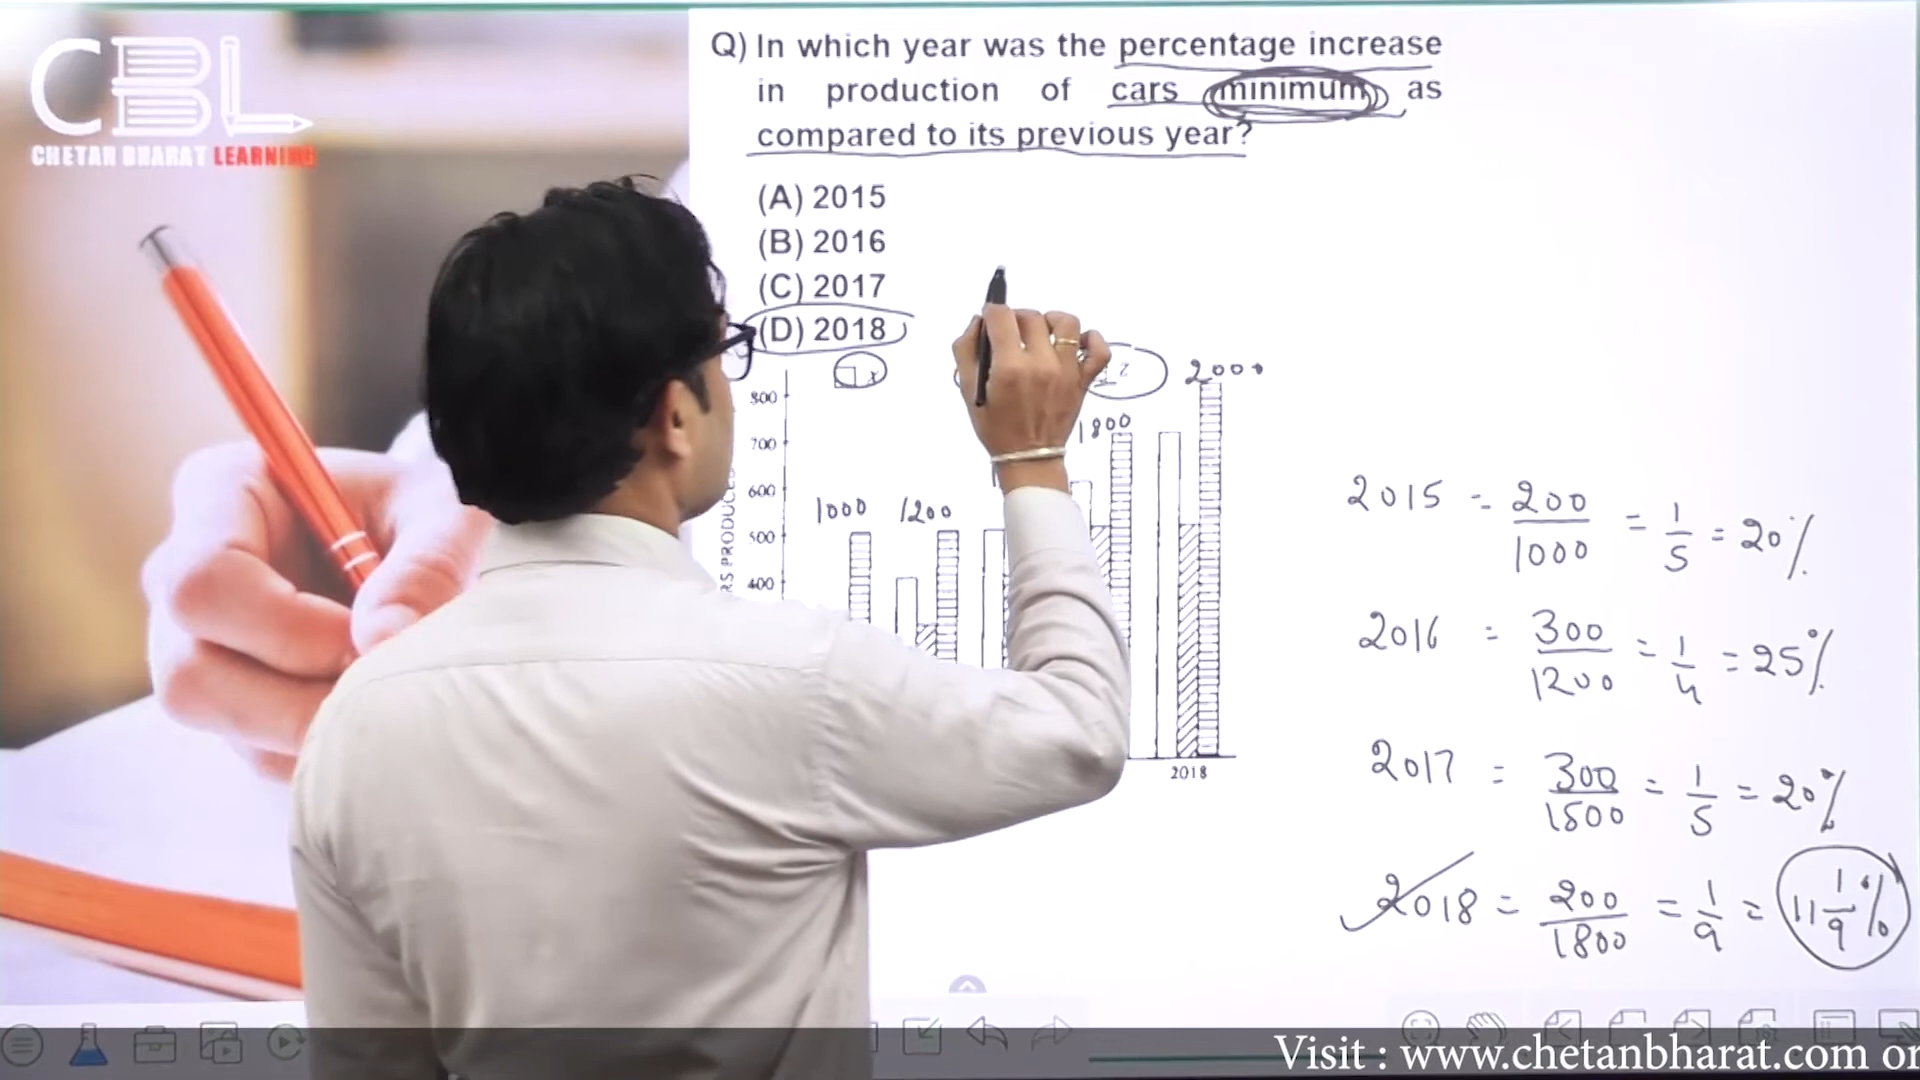 CBL
CHETAN BHARAT LEARNING
Q) In which year was the percentage increase
in production of cars minimum as
compared to its previous year?
(A) 2015
(B) 2016
(C) 2017
(D) 2018
x
z
2000
1800
1000
1200
800
700
600
500
400
2018
2015 = 200/1000 = 1/5 = 20%
2016 = 300/1200 = 1/4 = 25%
2017 = 300/1500 = 1/5 = 20%
2018 = 200/1800 = 1/9 = 11 1/9 %
Visit : www.chetanbharat.com or